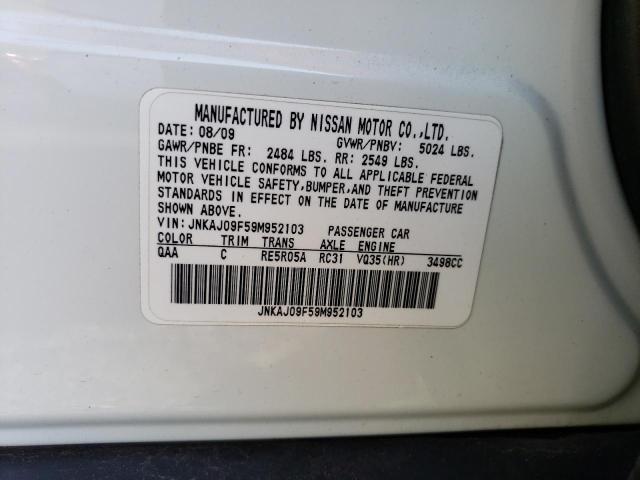 MANUFACTURED BY NISSAN MOTOR CO.,LTD.
DATE: 08/09 GVWR/PNBV: 5024 LBS.
GAWR/PNBE FR: 2484 LBS. RR: 2549 LBS.
THIS VEHICLE CONFORMS TO ALL APPLICABLE FEDERAL
MOTOR VEHICLE SAFETY,BUMPER,AND THEFT PREVENTION
STANDARDS IN EFFECT ON THE DATE OF MANUFACTURE
SHOWN ABOVE.
VIN: JNKAJ09F59M952103 PASSENGER CAR
COLOR TRIM TRANS AXLE ENGINE
QAA C RE5R05A RC31 VQ35(HR) 3498CC
JNKAJ09F59M952103